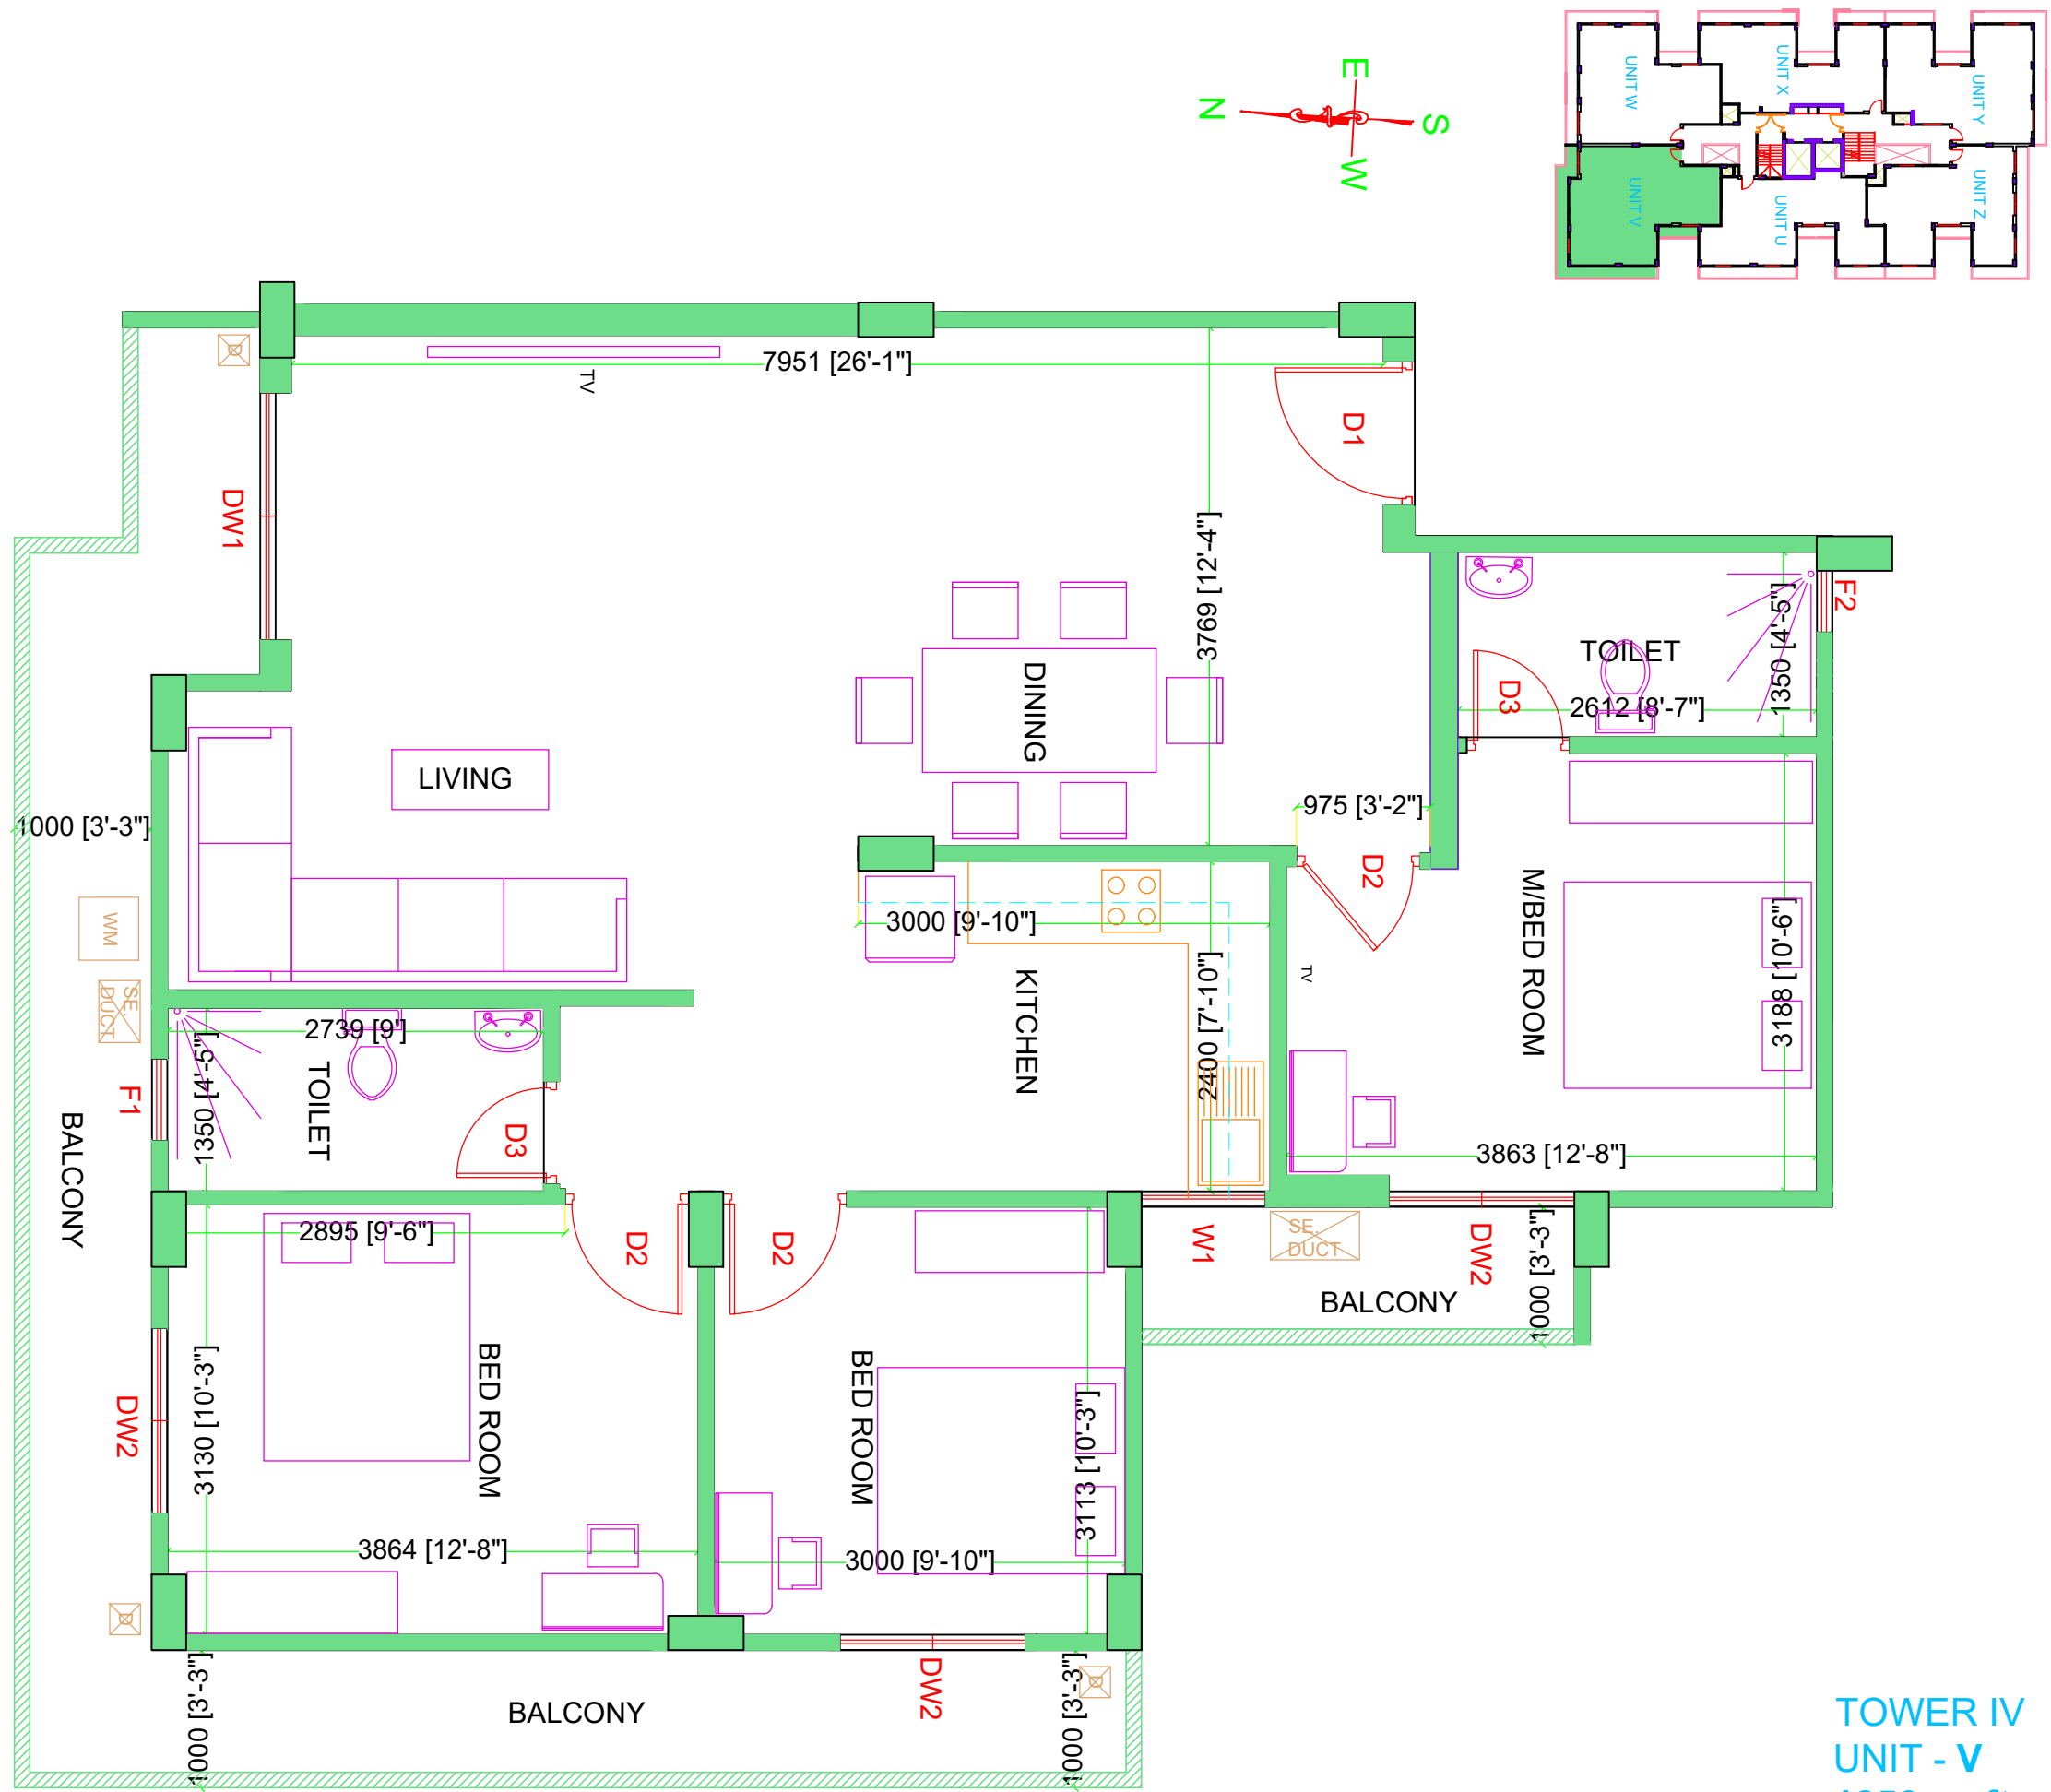 UNIT W
UNIT X
UNIT Y
UNIT V
UNIT U
UNIT Z
E
N
S
W
7951 [26'-1"]
TV
D1
DW1
3769 [12'-4"]
F2
TOILET
1350 [4'-5"]
D3
2612 [8'-7"]
DINING
LIVING
975 [3'-2"]
1000 [3'-3"]
D2
WM
3000 [9'-10"]
M/BED ROOM
3188 [10'-6"]
TV
SE.
DUCT
KITCHEN
2400 [7'-10"]
2739 [9']
1350 [4'-5"]
TOILET
F1
D3
BALCONY
3863 [12'-8"]
2895 [9'-6"]
D2
D2
W1
SE.
DUCT
DW2
1000 [3'-3"]
BALCONY
BED ROOM
BED ROOM
3130 [10'-3"]
DW2
3113 [10'-3"]
3864 [12'-8"]
3000 [9'-10"]
1000 [3'-3"]
BALCONY
DW2
1000 [3'-3"]
TOWER IV
UNIT - V